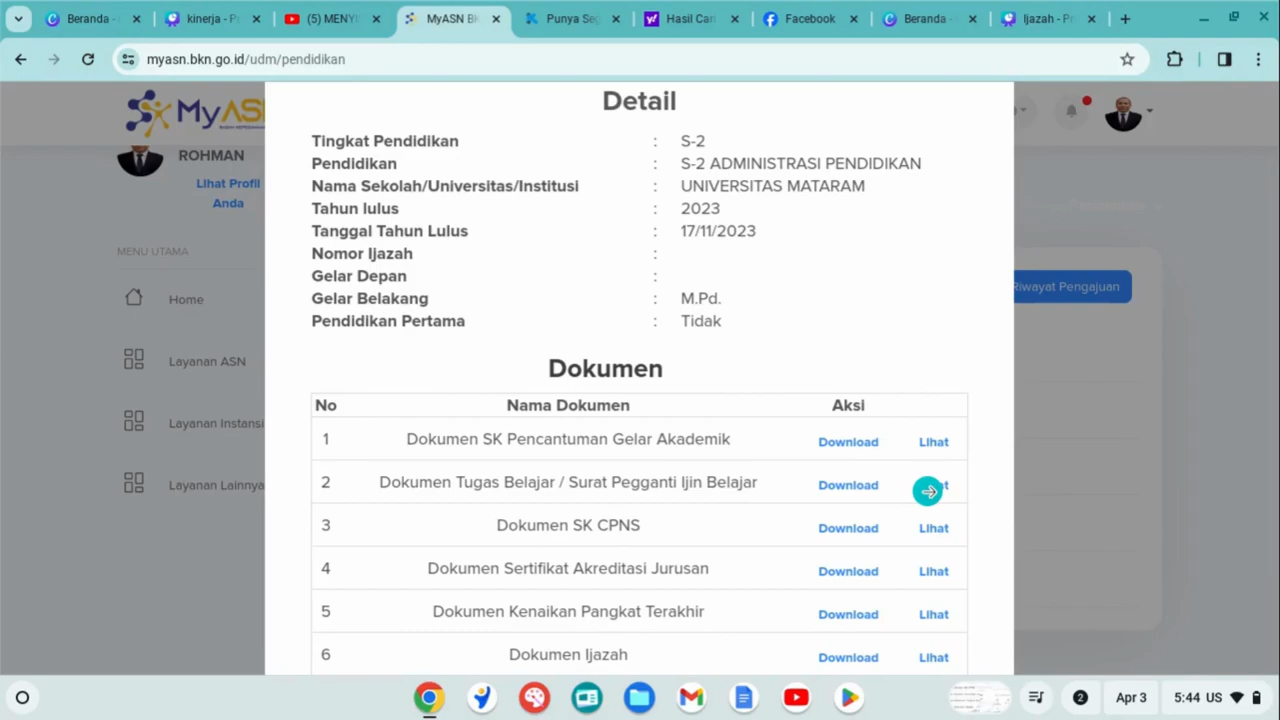 Beranda -
kinerja - P
(5) MENY
MyASN BK
Punya Se
Hasil Cari
Facebook
Beranda -
Ijazah - Pr
myasn.bkn.go.id/udm/pendidikan
MyAS
ROHMAN
Lihat Profil
Anda
MENU UTAMA
Home
Layanan ASN
Layanan Instansi
Layanan Lainnya
Riwayat Pengajuan
Detail
Tingkat Pendidikan : S-2
Pendidikan : S-2 ADMINISTRASI PENDIDIKAN
Nama Sekolah/Universitas/Institusi : UNIVERSITAS MATARAM
Tahun lulus : 2023
Tanggal Tahun Lulus : 17/11/2023
Nomor Ijazah :
Gelar Depan :
Gelar Belakang : M.Pd.
Pendidikan Pertama : Tidak
Dokumen
No Nama Dokumen Aksi
1 Dokumen SK Pencantuman Gelar Akademik Download Lihat
2 Dokumen Tugas Belajar / Surat Pegganti Ijin Belajar Download
3 Dokumen SK CPNS Download Lihat
4 Dokumen Sertifikat Akreditasi Jurusan Download Lihat
5 Dokumen Kenaikan Pangkat Terakhir Download Lihat
6 Dokumen Ijazah Download Lihat
2 Apr 3 5:44 US